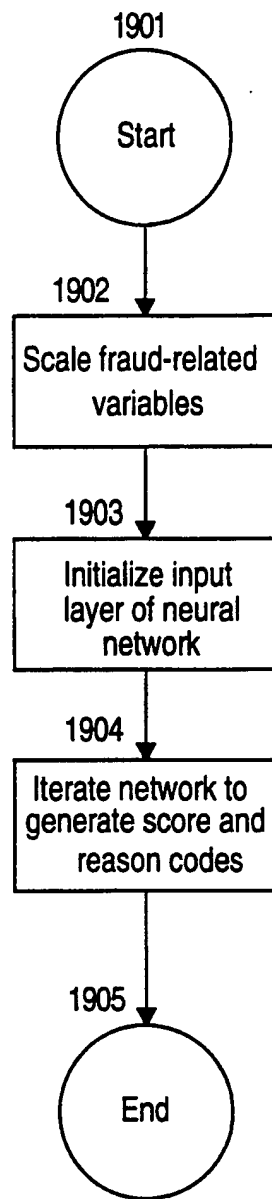 1901
Start
1902
Scale fraud-related
variables
1903
Initialize input
layer of neural
network
1904
Iterate network to
generate score and
reason codes
1905
End